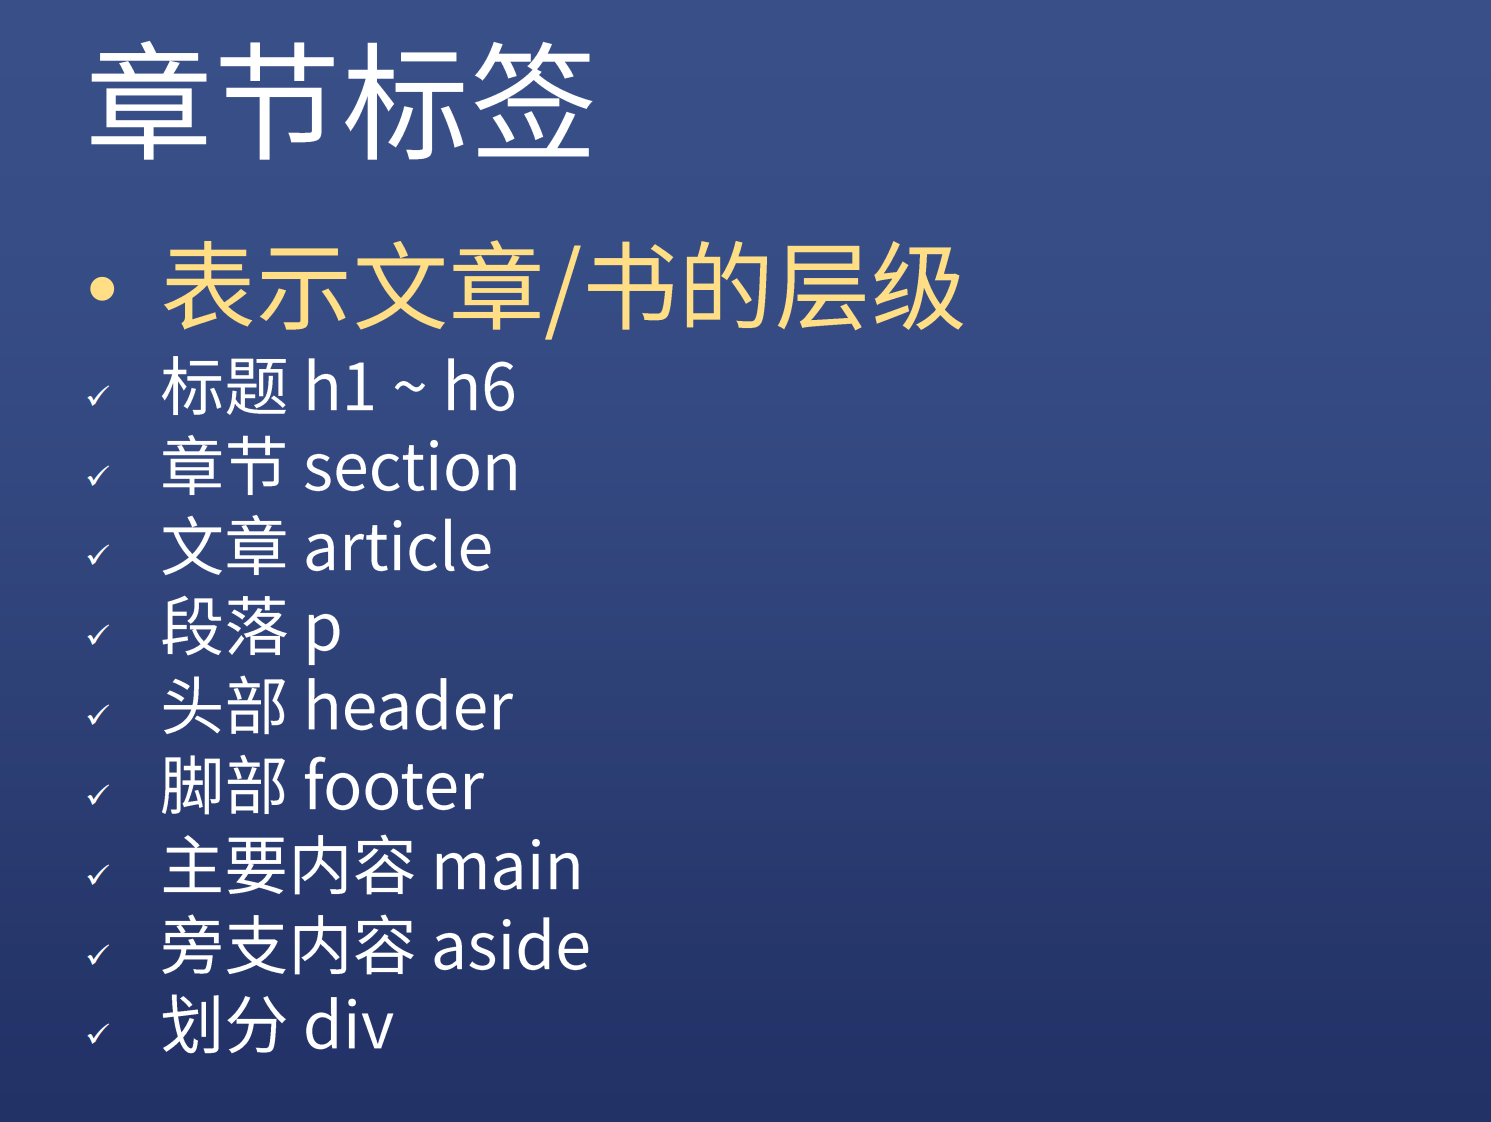 章节标签
• 表示文章/书的层级
✓ 标题 h1 ~ h6
✓ 章节 section
✓ 文章 article
✓ 段落 p
✓ 头部 header
✓ 脚部 footer
✓ 主要内容 main
✓ 旁支内容 aside
✓ 划分 div